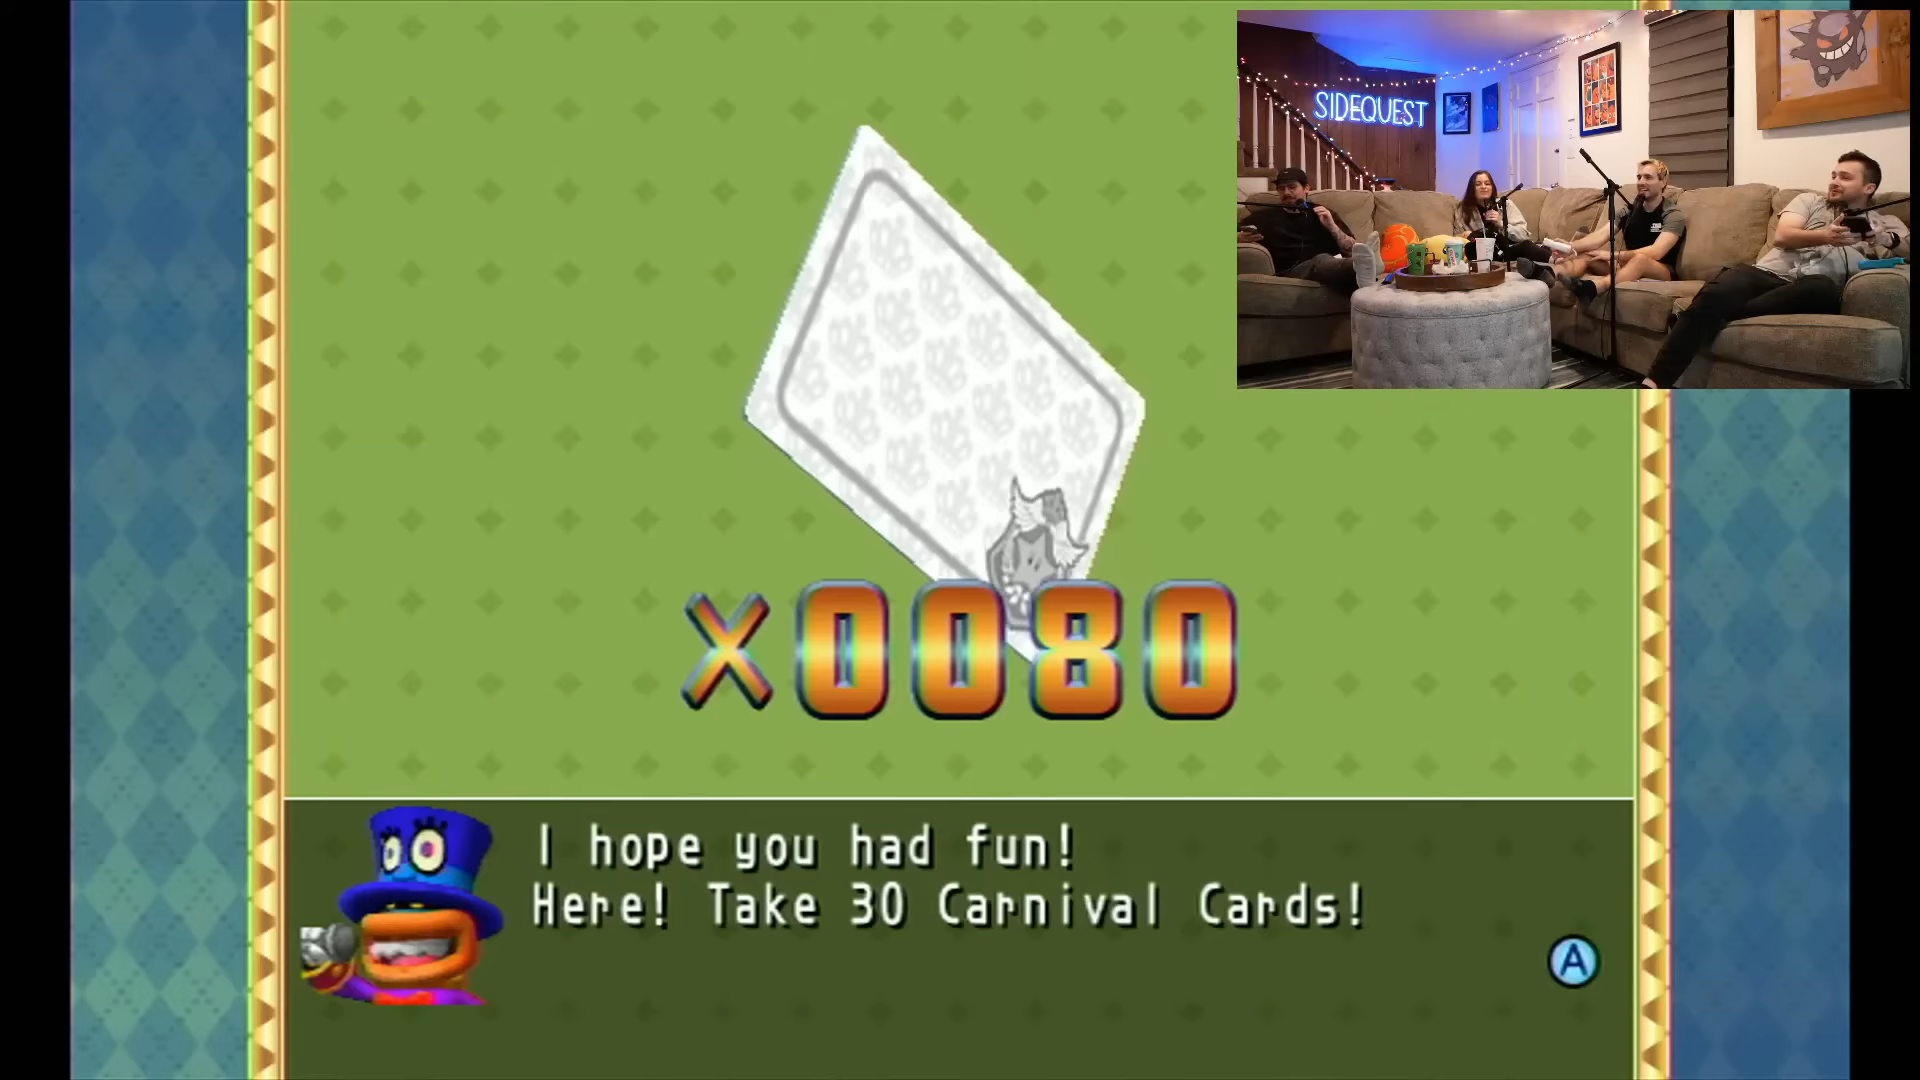 SIDEQUEST
X0080
I hope you had fun!
Here! Take 30 Carnival Cards!
A